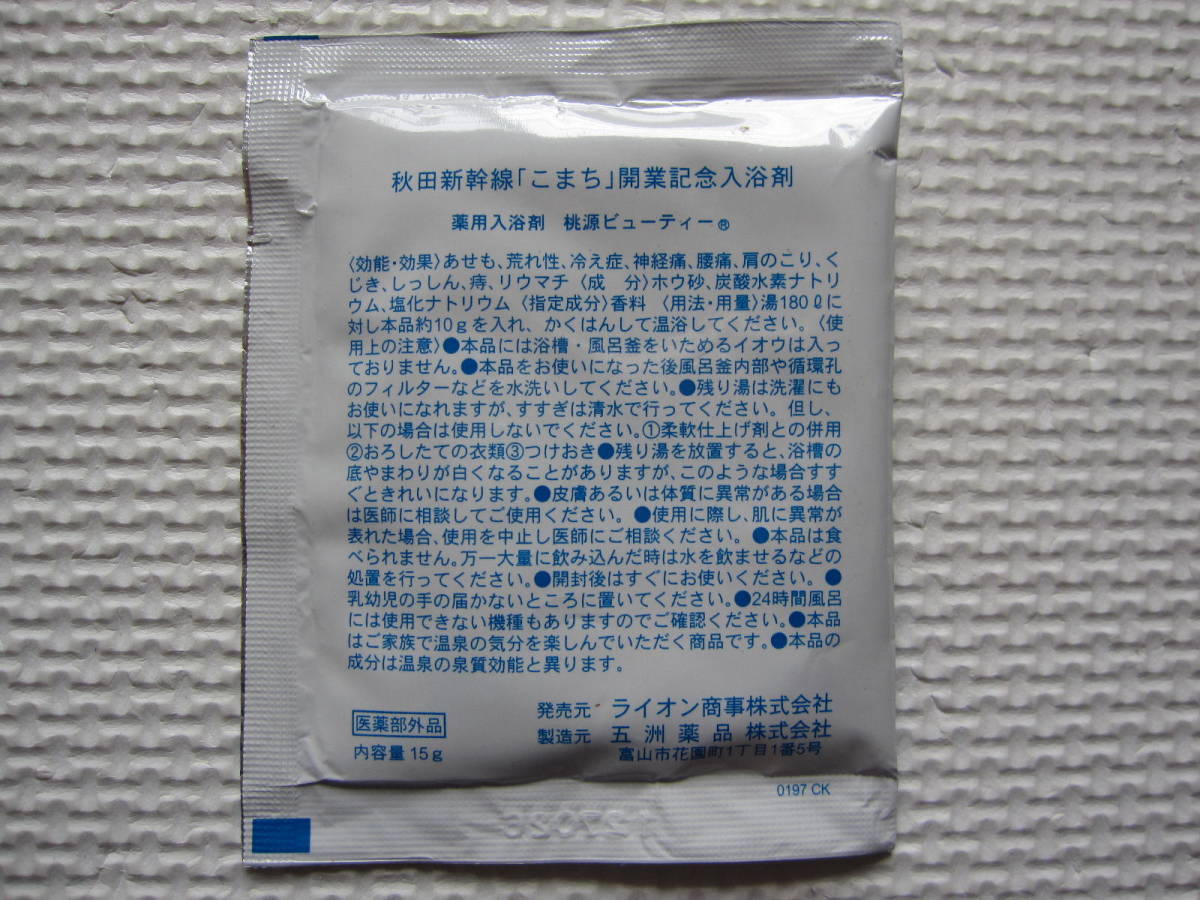 秋田新幹線「こまち」開業記念入浴剤
薬用入浴剤 桃源ビューティー®
〈効能・効果〉あせも、荒れ性、冷え症、神経痛、腰痛、肩のこり、く
じき、しっしん、痔、リウマチ〈成 分〉ホウ砂、炭酸水素ナトリ
ウム、塩化ナトリウム〈指定成分〉香料 〈用法・用量〉湯180ℓに
対し本品約10gを入れ、かくはんして温浴してください。〈使
用上の注意〉●本品には浴槽・風呂釜をいためるイオウは入っ
ておりません。●本品をお使いになった後風呂釜内部や循環孔
のフィルターなどを水洗いしてください。●残り湯は洗濯にも
お使いになれますが、すすぎは清水で行ってください。但し、
以下の場合は使用しないでください。①柔軟仕上げ剤との併用
②おろしたての衣類③つけおき●残り湯を放置すると、浴槽の
底やまわりが白くなることがありますが、このような場合すす
ぐときれいになります。●皮膚あるいは体質に異常がある場合
は医師に相談してご使用ください。●使用に際し、肌に異常が
表れた場合、使用を中止し医師にご相談ください。●本品は食
べられません。万一大量に飲み込んだ時は水を飲ませるなどの
処置を行ってください。●開封後はすぐにお使いください。●
乳幼児の手の届かないところに置いてください。●24時間風呂
には使用できない機種もありますのでご確認ください。●本品
はご家族で温泉の気分を楽しんでいただく商品です。●本品の
成分は温泉の泉質効能と異ります。
医薬部外品
内容量15g
発売元 ライオン商事株式会社
製造元 五洲薬品株式会社
富山市花園町1丁目1番5号
0197 CK